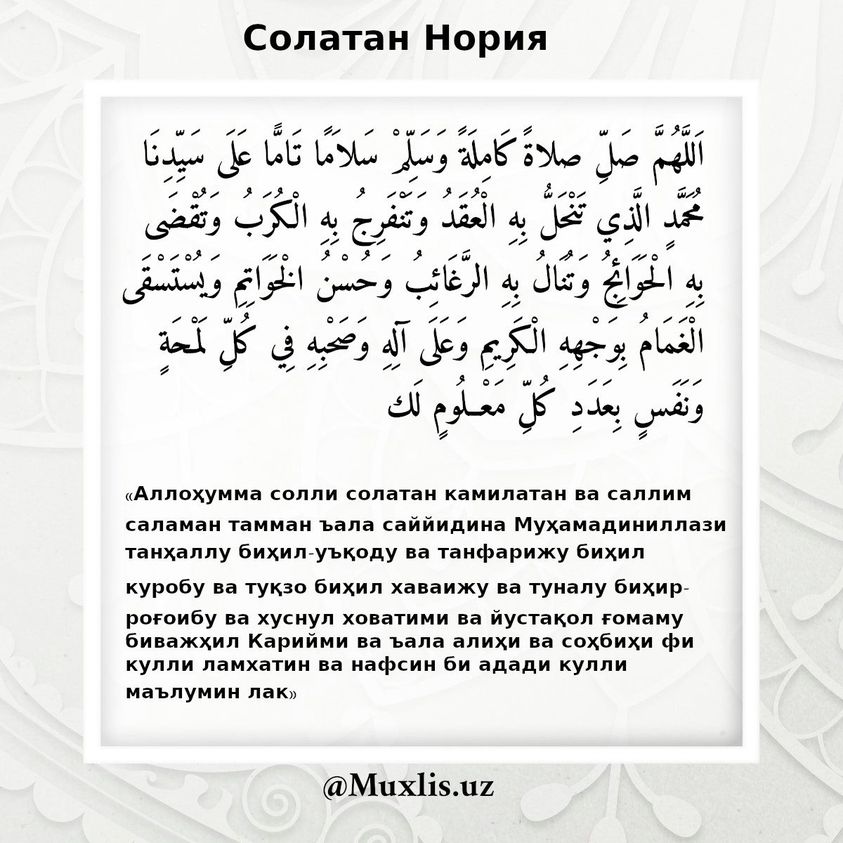 Солатан Нория
اَللَّهُمَّ صَلِّ صلاةً كَامِلَةً وَسَلِّمْ سَلاَمًا تَامًّا عَلَى سَيِّدِنَا
مُحَمَّدٍ الَّذِي تَنْحَلُّ بِهِ الْعُقَدُ وَتَنْفَرِجُ بِهِ الْكُرَبُ وَتُقْضَى
بِهِ الْحَوَائِجُ وَتُنَالُ بِهِ الرَّغَائِبُ وَحُسْنُ الْخَوَاتِمِ وَيُسْتَسْقَى
الْغَمَامُ بِوَجْهِهِ الْكَرِيمِ وَعَلَى آلِهِ وَصَحْبِهِ فِي كُلِّ لَمْحَةٍ
وَنَفَسٍ بِعَدَدِ كُلِّ مَعْـلُومٍ لَك
«Аллоҳумма солли солатан камилатан ва саллим
саламан тамман ъала саййидина Муҳамадиниллази
танҳаллу биҳил-уъқоду ва танфарижу биҳил
куробу ва туқзо биҳил хаваижу ва туналу биҳир-
роғоибу ва хуснул ховатими ва йустақол ғомаму
биважҳил Карийми ва ъала алиҳи ва соҳбиҳи фи
кулли ламхатин ва нафсин би адади кулли
маълумин лак»
@Muxlis.uz